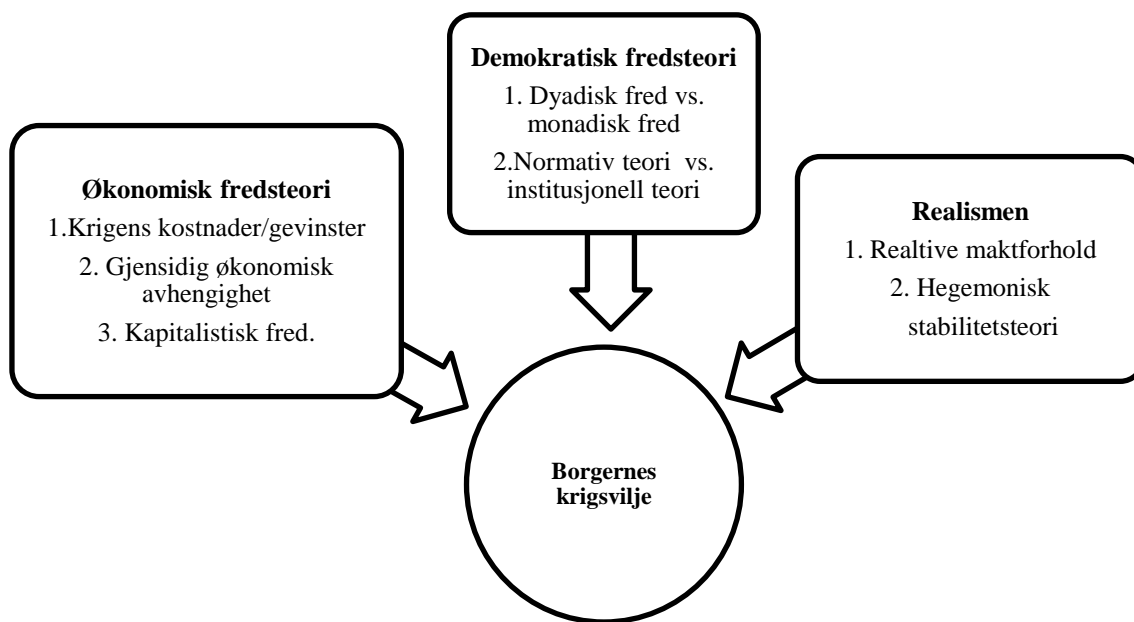 Demokratisk fredsteori
1. Dyadisk fred vs.
monadisk fred
2.Normativ teori vs.
institusjonell teori
Økonomisk fredsteori
1.Krigens kostnader/gevinster
2. Gjensidig økonomisk
avhengighet
3. Kapitalistisk fred.
Realismen
1. Realtive maktforhold
2. Hegemonisk
stabilitetsteori
Borgernes
krigsvilje